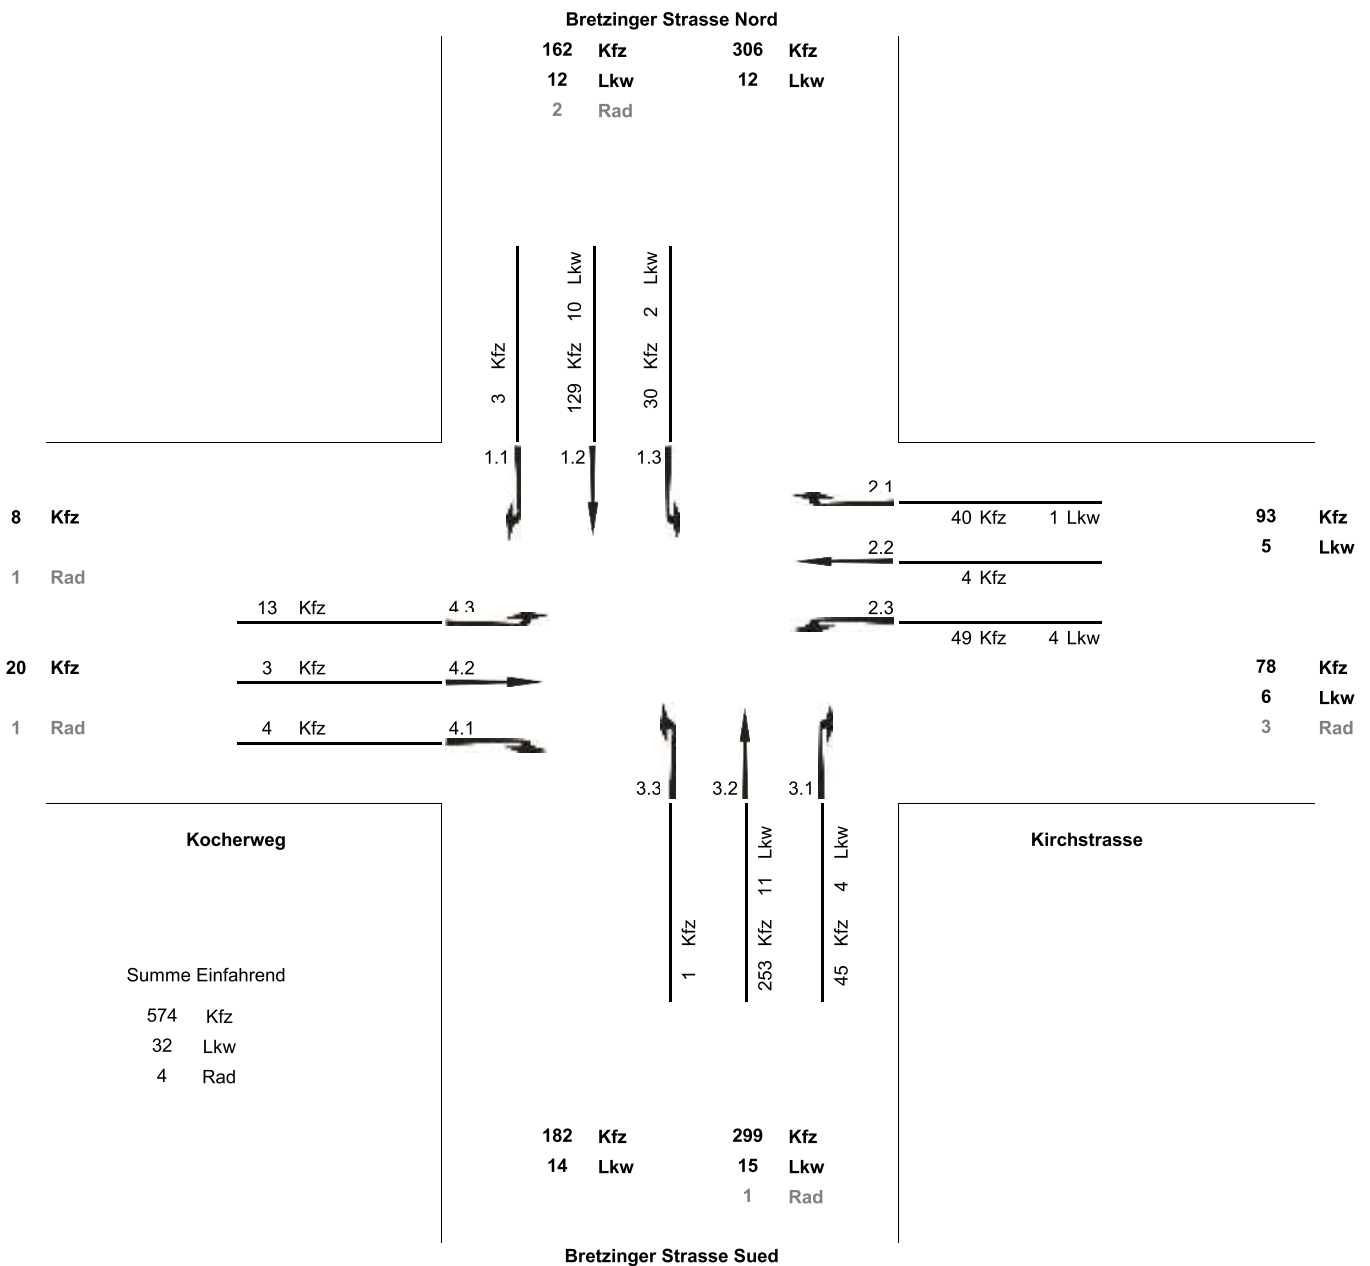 Bretzinger Strasse Nord
162 Kfz 306 Kfz
12 Lkw 12 Lkw
2 Rad
3 Kfz
129 Kfz 10 Lkw
30 Kfz 2 Lkw
1.1 1.2 1.3
2.1
40 Kfz 1 Lkw
2.2
4 Kfz
2.3
49 Kfz 4 Lkw
93 Kfz
5 Lkw
78 Kfz
6 Lkw
3 Rad
8 Kfz
1 Rad
13 Kfz 4.3
20 Kfz
3 Kfz 4.2
1 Rad
4 Kfz 4.1
3.3 3.2 3.1
1 Kfz
253 Kfz 11 Lkw
45 Kfz 4 Lkw
Kocherweg
Kirchstrasse
Summe Einfahrend
574 Kfz
32 Lkw
4 Rad
182 Kfz 299 Kfz
14 Lkw 15 Lkw
1 Rad
Bretzinger Strasse Sued